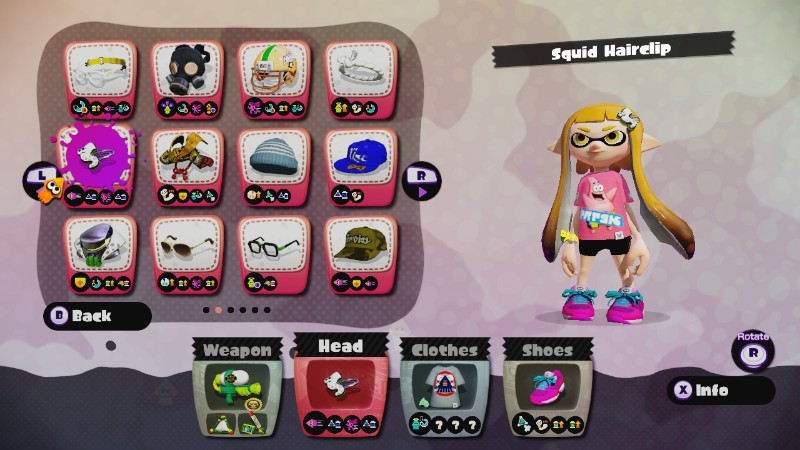 Squid Hairclip
L
R
B Back
Weapon
Head
Clothes
Shoes
? ? ?
Rotate
R
X Info